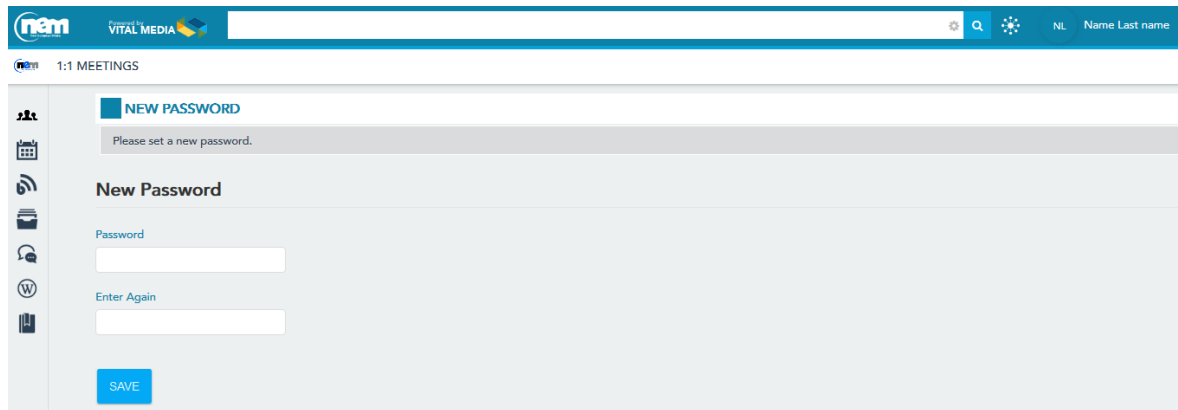 nem
Powered by
VITAL MEDIA
NL
Name Last name
nem
1:1 MEETINGS
NEW PASSWORD
Please set a new password.
New Password
Password
Enter Again
SAVE